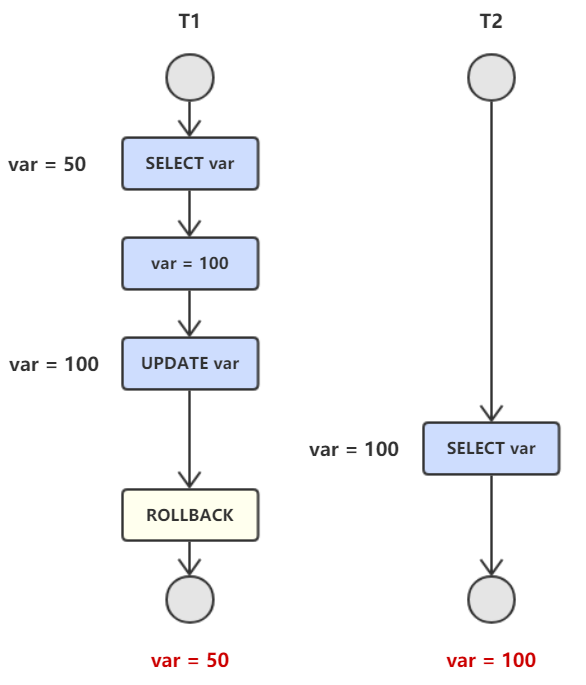 T1
T2
var = 50
SELECT var
var = 100
var = 100
UPDATE var
var = 100
SELECT var
ROLLBACK
var = 50
var = 100